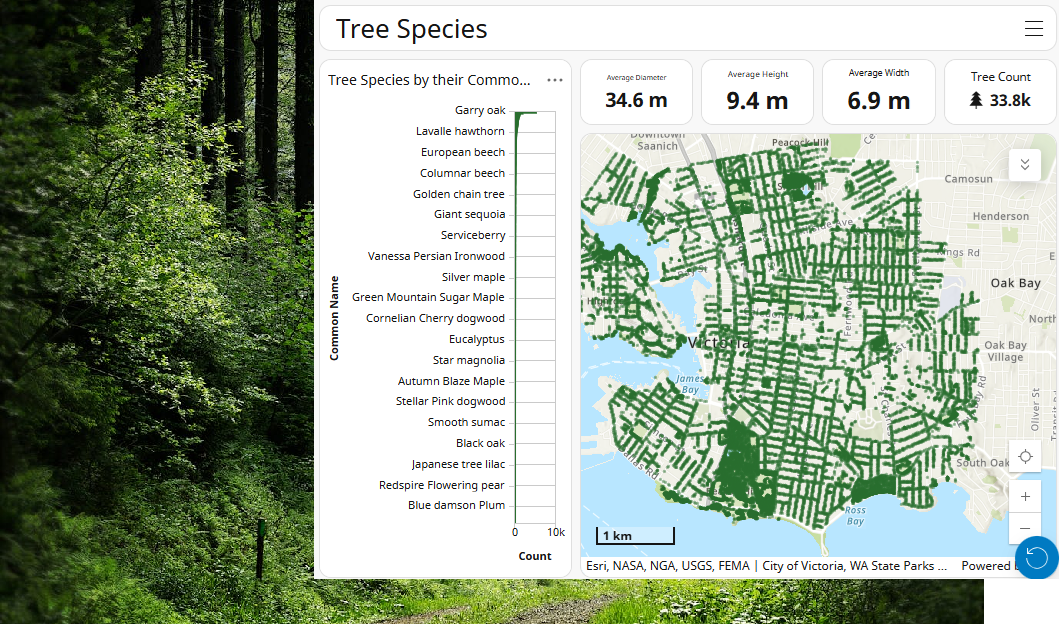 Tree Species
Tree Species by their Commo...
Garry oak
Lavalle hawthorn
European beech
Columnar beech
Golden chain tree
Giant sequoia
Serviceberry
Vanessa Persian Ironwood
Silver maple
Green Mountain Sugar Maple
Cornelian Cherry dogwood
Eucalyptus
Star magnolia
Autumn Blaze Maple
Stellar Pink dogwood
Smooth sumac
Black oak
Japanese tree lilac
Redspire Flowering pear
Blue damson Plum
Common Name
0 10k
Count
Average Diameter
34.6 m
Average Height
9.4 m
Average Width
6.9 m
Tree Count
33.8k
Downtown
Saanich
Peacock Hill
Camosun
Henderson
Oak Bay
North
Oak Bay
Village
Victoria
James
Bay
Oliver St
South Oak
Ross
Bay
1 km
Esri, NASA, NGA, USGS, FEMA | City of Victoria, WA State Parks ...
Powered